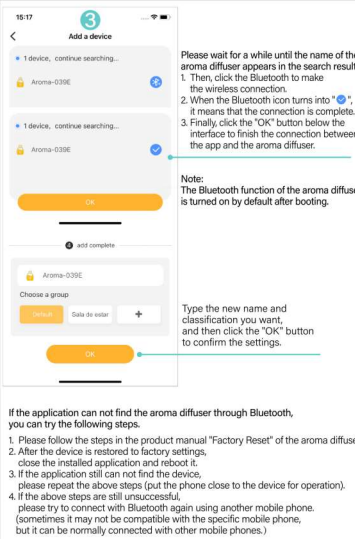 15:17
3
Add a device
1 device, continue searching...
Aroma-039E
1 device, continue searching...
Aroma-039E
OK
Please wait for a while until the name of the
aroma diffuser appears in the search result
1. Then, click the Bluetooth to make
the wireless connection.
2. When the Bluetooth icon turns into "✓",
it means that the connection is complete.
3. Finally, click the "OK" button below the
interface to finish the connection between
the app and the aroma diffuser.
Note:
The Bluetooth function of the aroma diffuse
is turned on by default after booting.
4 add complete
Aroma-039E
Choose a group
Default Sala de estar +
OK
Type the new name and
classification you want,
and then click the "OK" button
to confirm the settings.
If the application can not find the aroma diffuser through Bluetooth,
you can try the following steps.
1. Please follow the steps in the product manual "Factory Reset" of the aroma diffuse
2. After the device is restored to factory settings,
close the installed application and reboot it.
3. If the application still can not find the device,
please repeat the above steps (put the phone close to the device for operation).
4. If the above steps are still unsuccessful,
please try to connect with Bluetooth again using another mobile phone.
(sometimes it may not be compatible with the specific mobile phone,
but it can be normally connected with other mobile phones.)